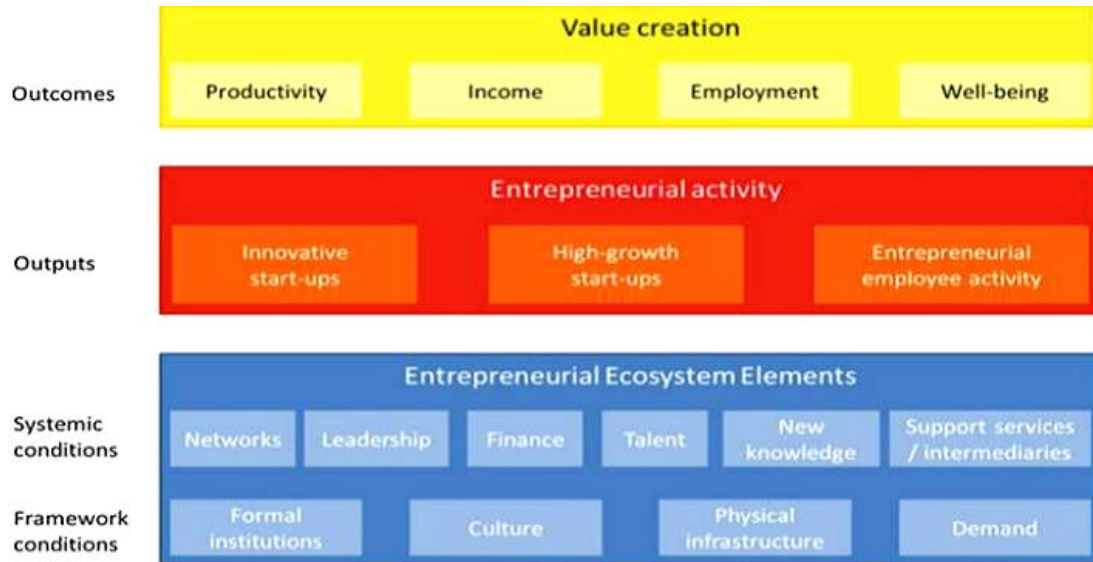 Value creation
Outcomes
Productivity
Income
Employment
Well-being
Entrepreneurial activity
Outputs
Innovative
start-ups
High-growth
start-ups
Entrepreneurial
employee activity
Entrepreneurial Ecosystem Elements
Systemic
conditions
Networks
Leadership
Finance
Talent
New
knowledge
Support services
/ intermediaries
Framework
conditions
Formal
institutions
Culture
Physical
infrastructure
Demand